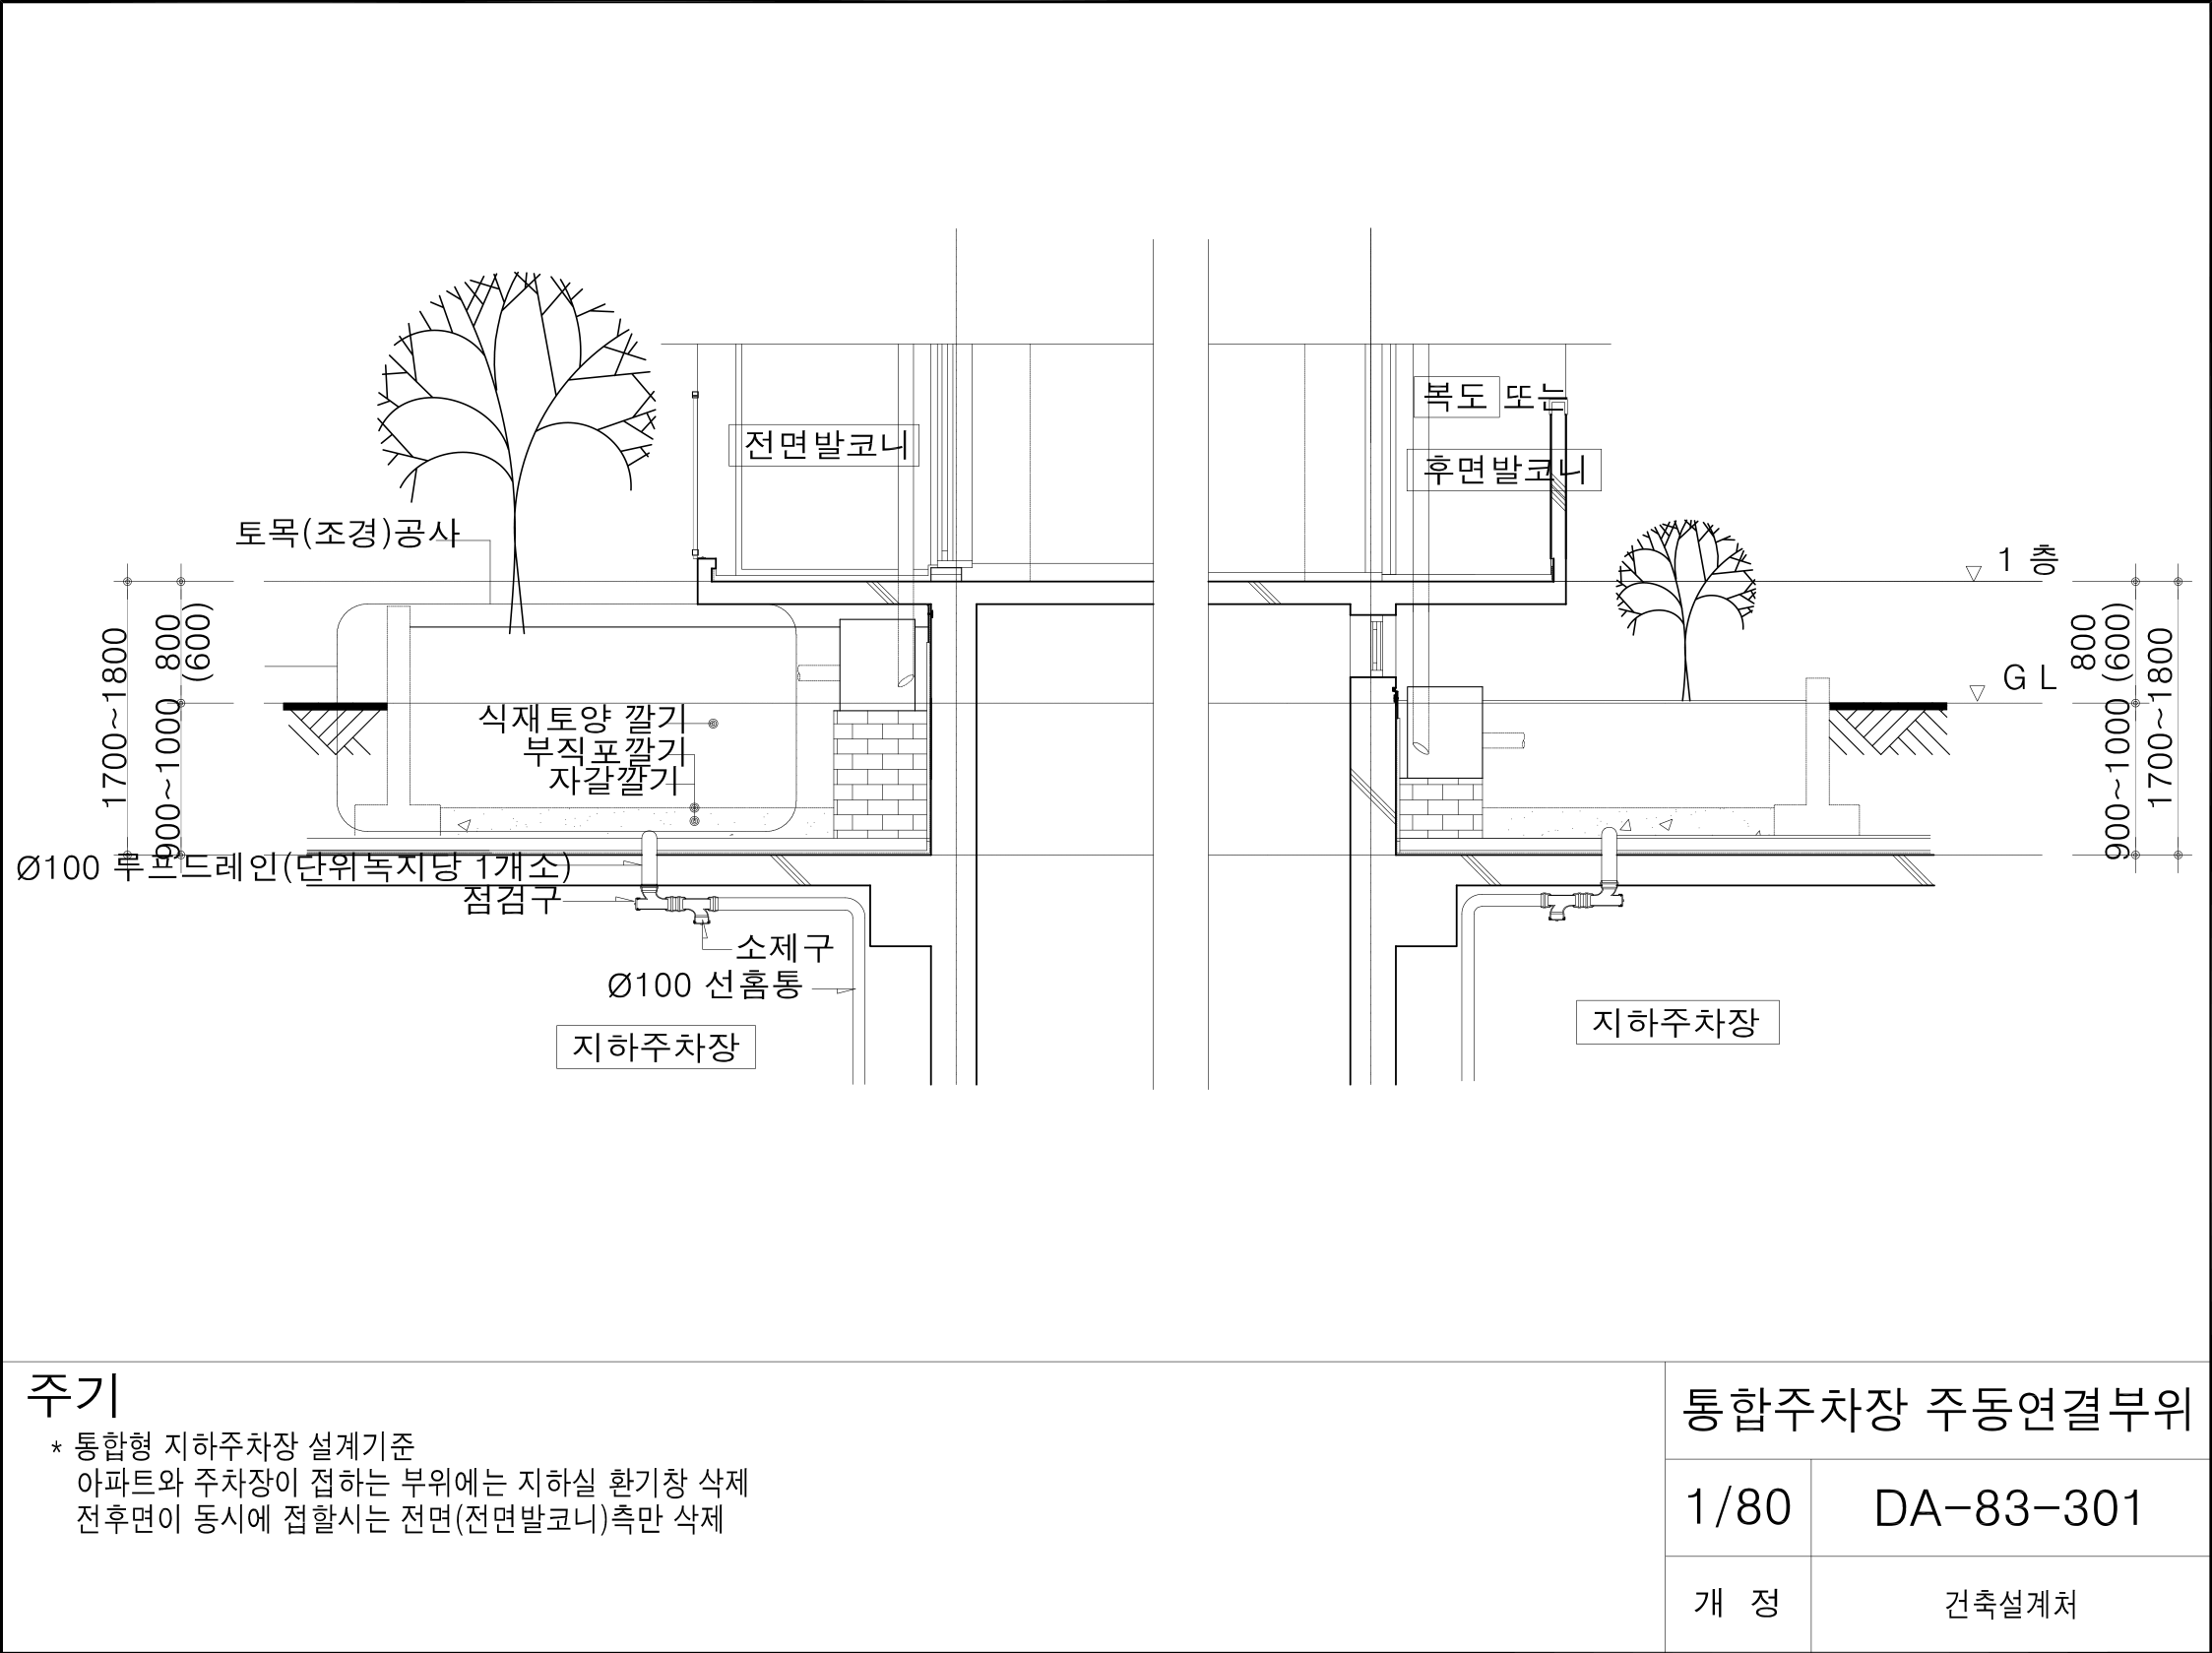 복도 또는
전면발코니
후면발코니
토목(조경)공사
1 층
G L
1700~1800
900~1000
800
(600)
800
900~1000 (600)
1700~1800
식재토양 깔기
부직포깔기
자갈깔기
Ø100 루프드레인(단위녹지당 1개소)
점검구
소제구
Ø100 선홈통
지하주차장
지하주차장
주기
* 통합형 지하주차장 설계기준
아파트와 주차장이 접하는 부위에는 지하실 환기창 삭제
전후면이 동시에 접할시는 전면(전면발코니)측만 삭제
통합주차장 주동연결부위
1/80
DA-83-301
개 정
건축설계처